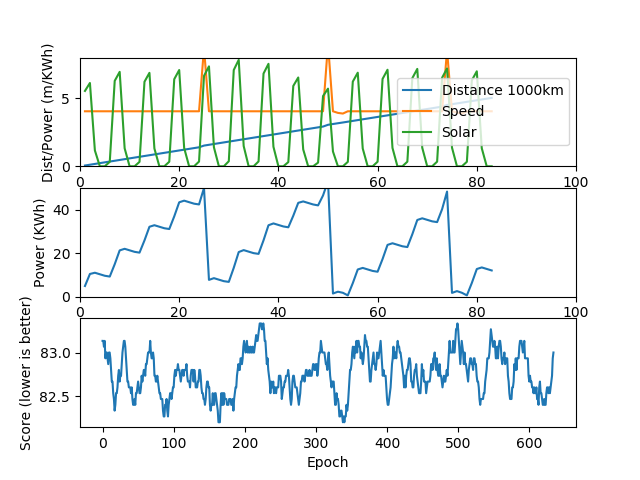 Dist/Power (m/KWh)
5
0
Distance 1000km
Speed
Solar
0 20 40 60 80 100
Power (KWh)
40
20
0
0 20 40 60 80 100
Score (lower is better)
83.0
82.5
0 100 200 300 400 500 600
Epoch